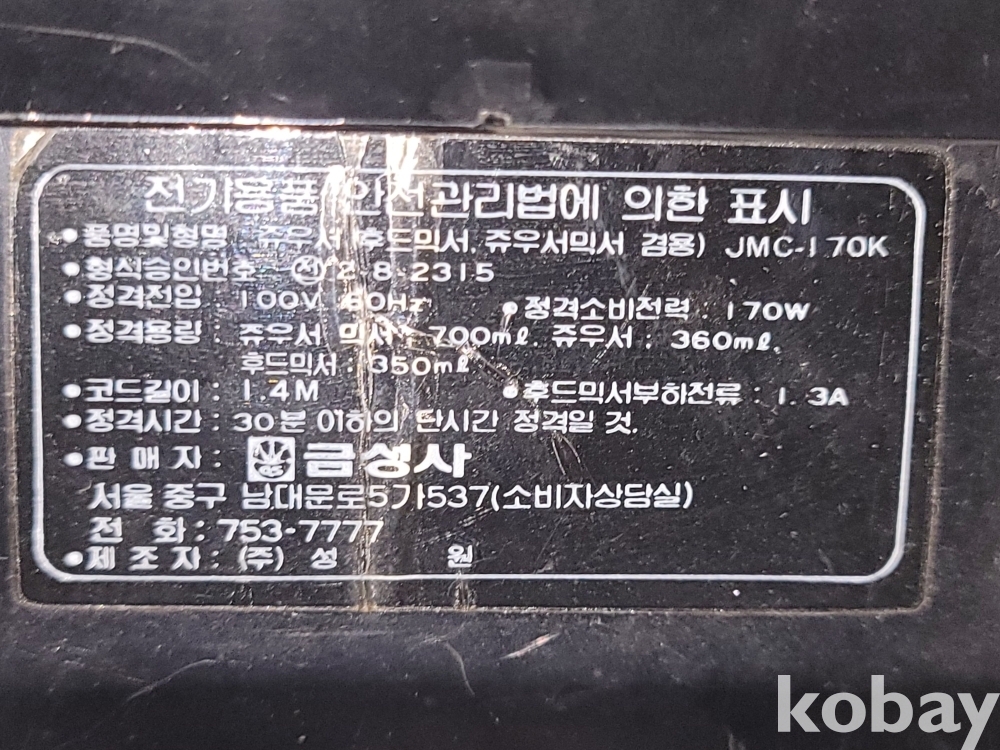 전기용품 안전관리법에 의한 표시
• 품명및형명 쥬우서(후드믹서, 쥬우서믹서 겸용) JMC-170K
• 형식승인번호 : 전 2-8-2315
• 정격전압 : 100V 60Hz • 정격소비전력 : 170W
• 정격용량 : 쥬우서 믹서 : 700mℓ. 쥬우서 : 360mℓ.
후드믹서 : 350mℓ
• 코드길이 : 1.4M • 후드믹서부하전류 : 1.3A
• 정격시간 : 30분 이하의 단시간 정격일 것.
• 판매자 : GS 금성사
서울 중구 남대문로5가537(소비자상담실)
전 화 : 753-7777
• 제조자 : (주) 성 원
kobay